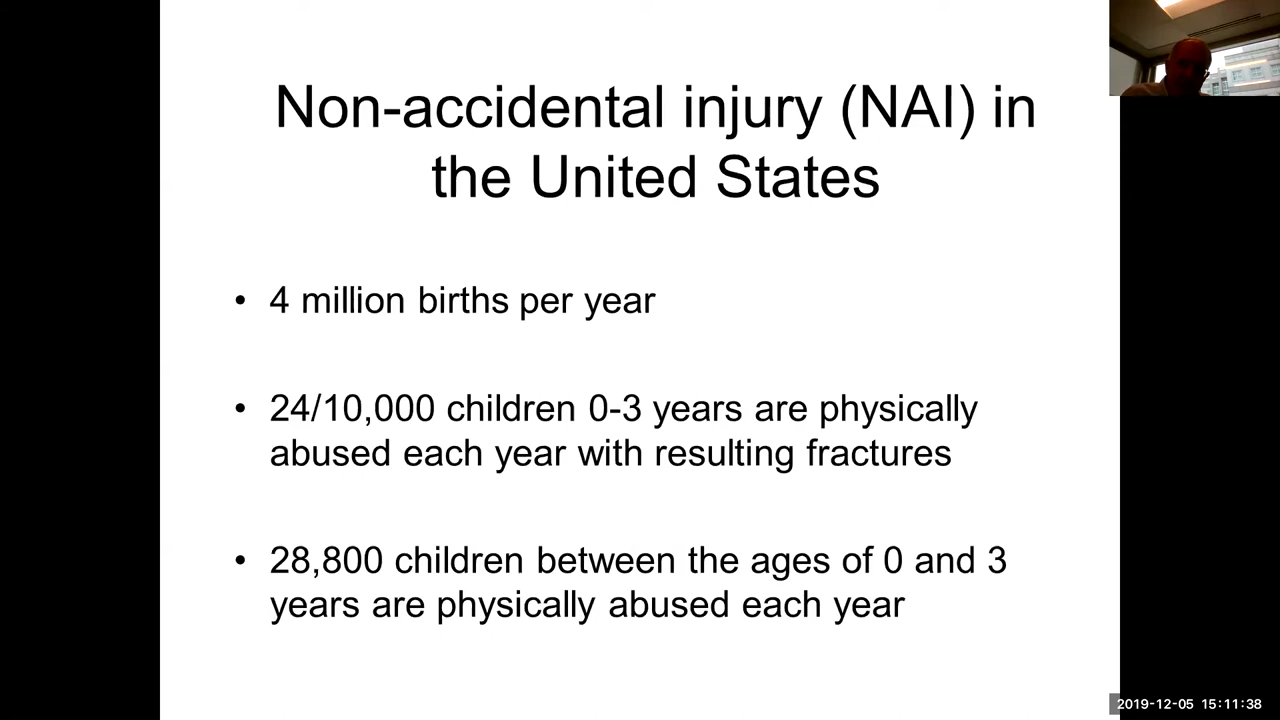 Non-accidental injury (NAI) in
the United States
• 4 million births per year
• 24/10,000 children 0-3 years are physically
abused each year with resulting fractures
• 28,800 children between the ages of 0 and 3
years are physically abused each year
2019-12-05 15:11:38